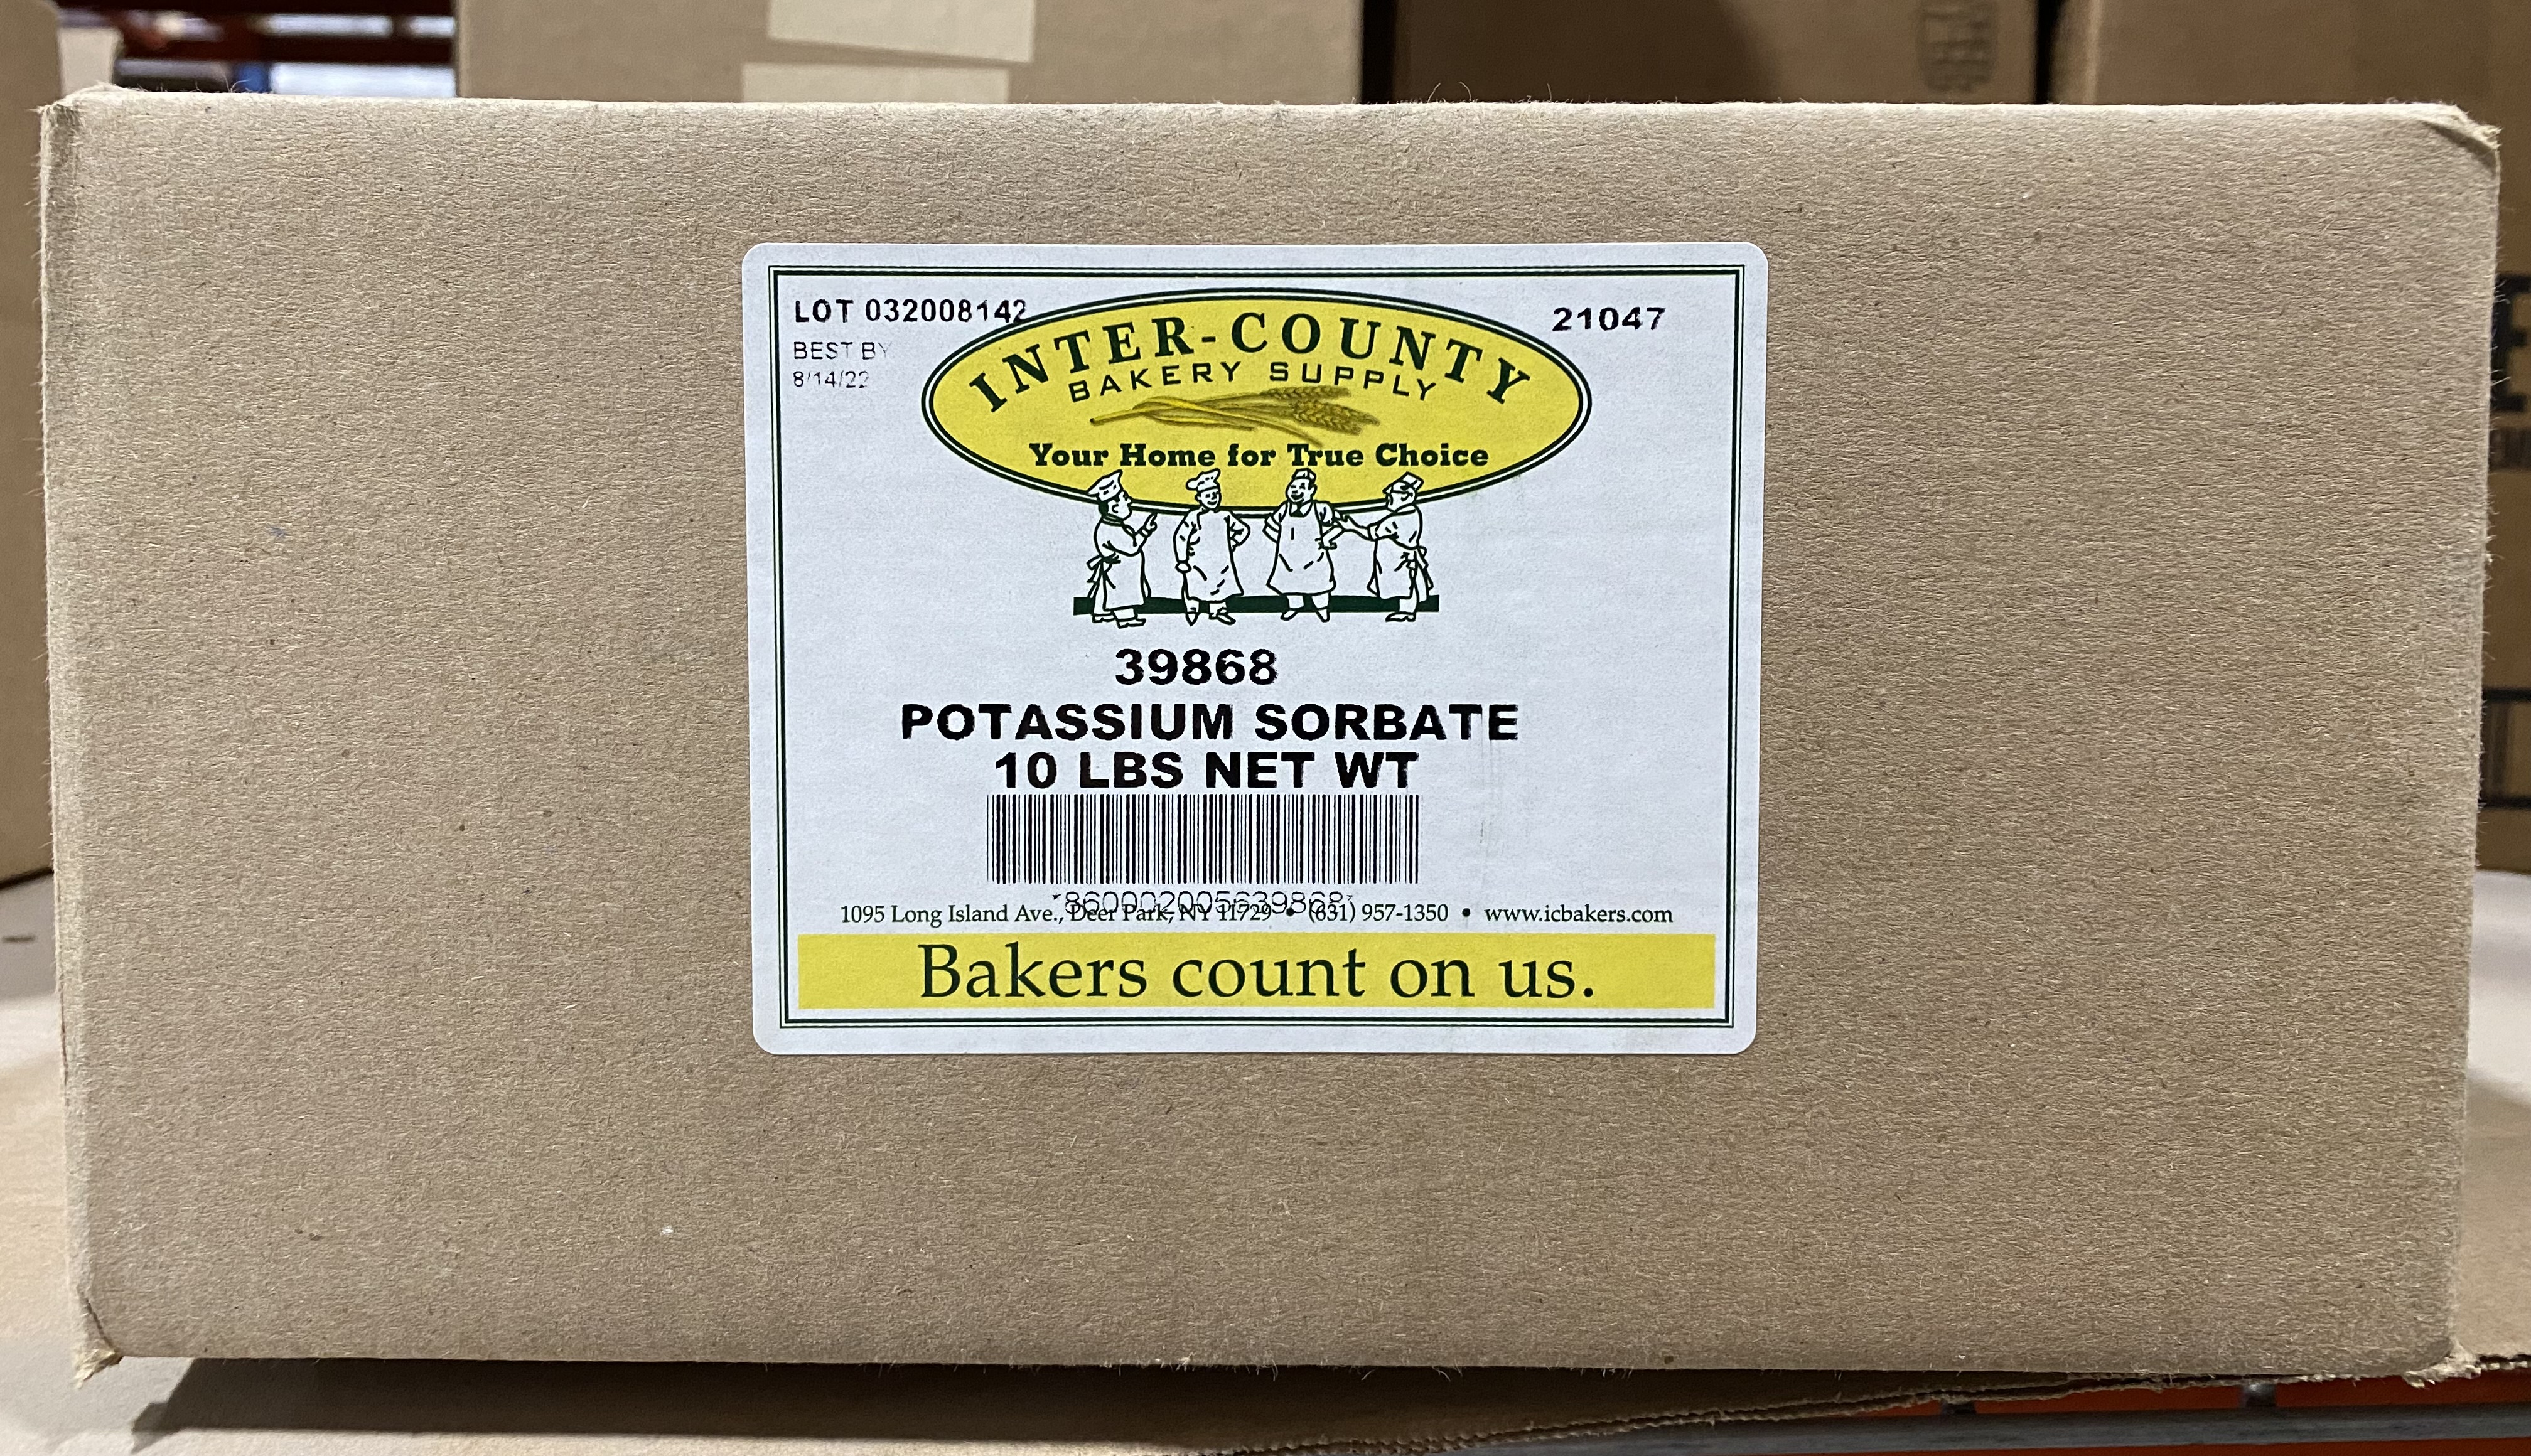 LOT 032008142
21047
BEST BY
8/14/22
INTER-COUNTY
BAKERY SUPPLY
Your Home for True Choice
39868
POTASSIUM SORBATE
10 LBS NET WT
*860002005639868*
1095 Long Island Ave., Deer Park, NY 11729 • (631) 957-1350 • www.icbakers.com
Bakers count on us.